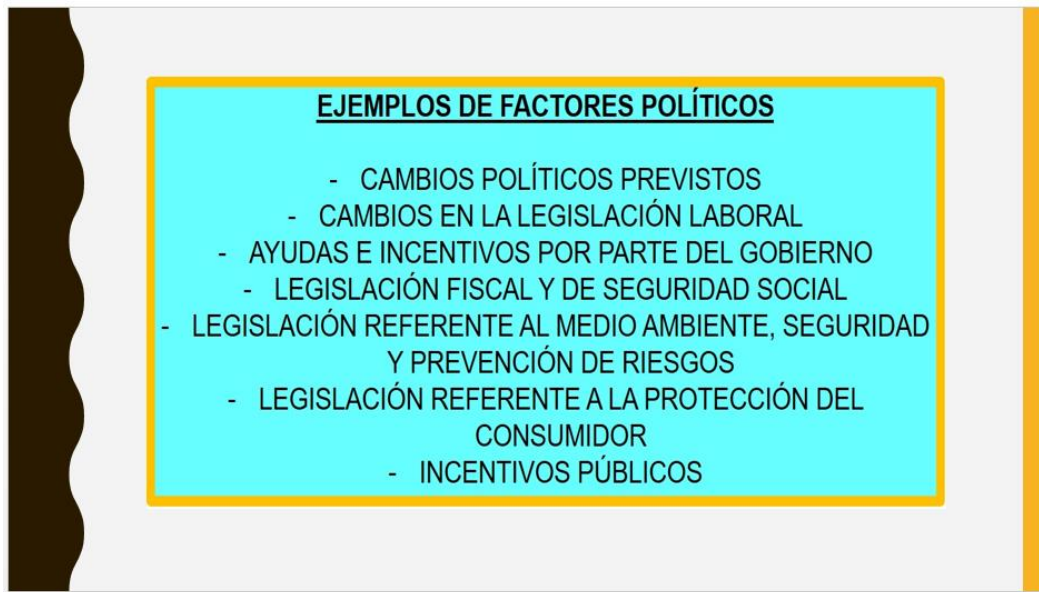 EJEMPLOS DE FACTORES POLÍTICOS
- CAMBIOS POLÍTICOS PREVISTOS
- CAMBIOS EN LA LEGISLACIÓN LABORAL
- AYUDAS E INCENTIVOS POR PARTE DEL GOBIERNO
- LEGISLACIÓN FISCAL Y DE SEGURIDAD SOCIAL
- LEGISLACIÓN REFERENTE AL MEDIO AMBIENTE, SEGURIDAD
Y PREVENCIÓN DE RIESGOS
- LEGISLACIÓN REFERENTE A LA PROTECCIÓN DEL
CONSUMIDOR
- INCENTIVOS PÚBLICOS